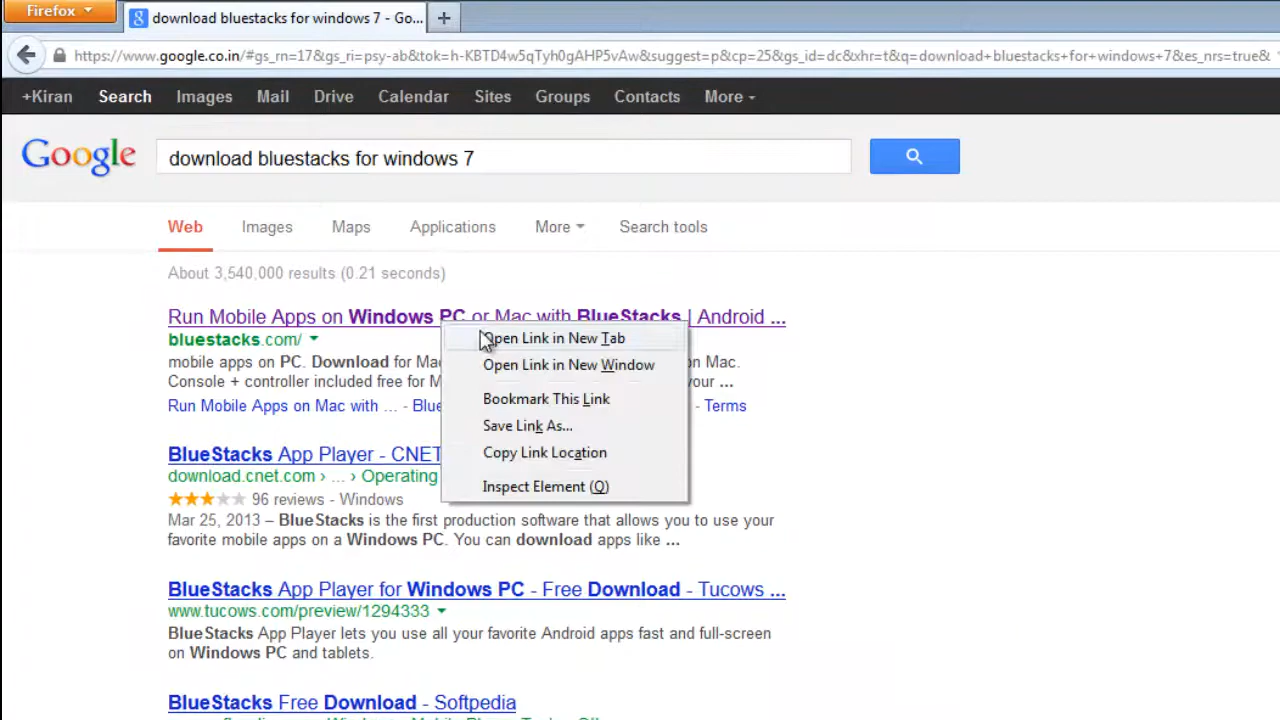 Firefox
download bluestacks for windows 7 - Go...
https://www.google.co.in/#gs_rn=17&gs_ri=psy-ab&tok=h-KBTD4w5qTyh0gAHP5vAw&suggest=p&cp=25&gs_id=dc&xhr=t&q=download+bluestacks+for+windows+7&es_nrs=true&
+Kiran Search Images Mail Drive Calendar Sites Groups Contacts More
Google
download bluestacks for windows 7
Web Images Maps Applications More Search tools
About 3,540,000 results (0.21 seconds)
Run Mobile Apps on Windows PC or Mac with BlueStacks | Android ...
bluestacks.com/
mobile apps on PC. Download for on Mac.
Console + controller included free for your ...
Run Mobile Apps on Mac with ... - - Terms
Open Link in New Tab
Open Link in New Window
Bookmark This Link
Save Link As...
Copy Link Location
Inspect Element (Q)
BlueStacks App Player - CNET
download.cnet.com › ... › Operating
96 reviews - Windows
Mar 25, 2013 – BlueStacks is the first production software that allows you to use your
favorite mobile apps on a Windows PC. You can download apps like ...
BlueStacks App Player for Windows PC - Free Download - Tucows ...
www.tucows.com/preview/1294333
BlueStacks App Player lets you use all your favorite Android apps fast and full-screen
on Windows PC and tablets.
BlueStacks Free Download - Softpedia